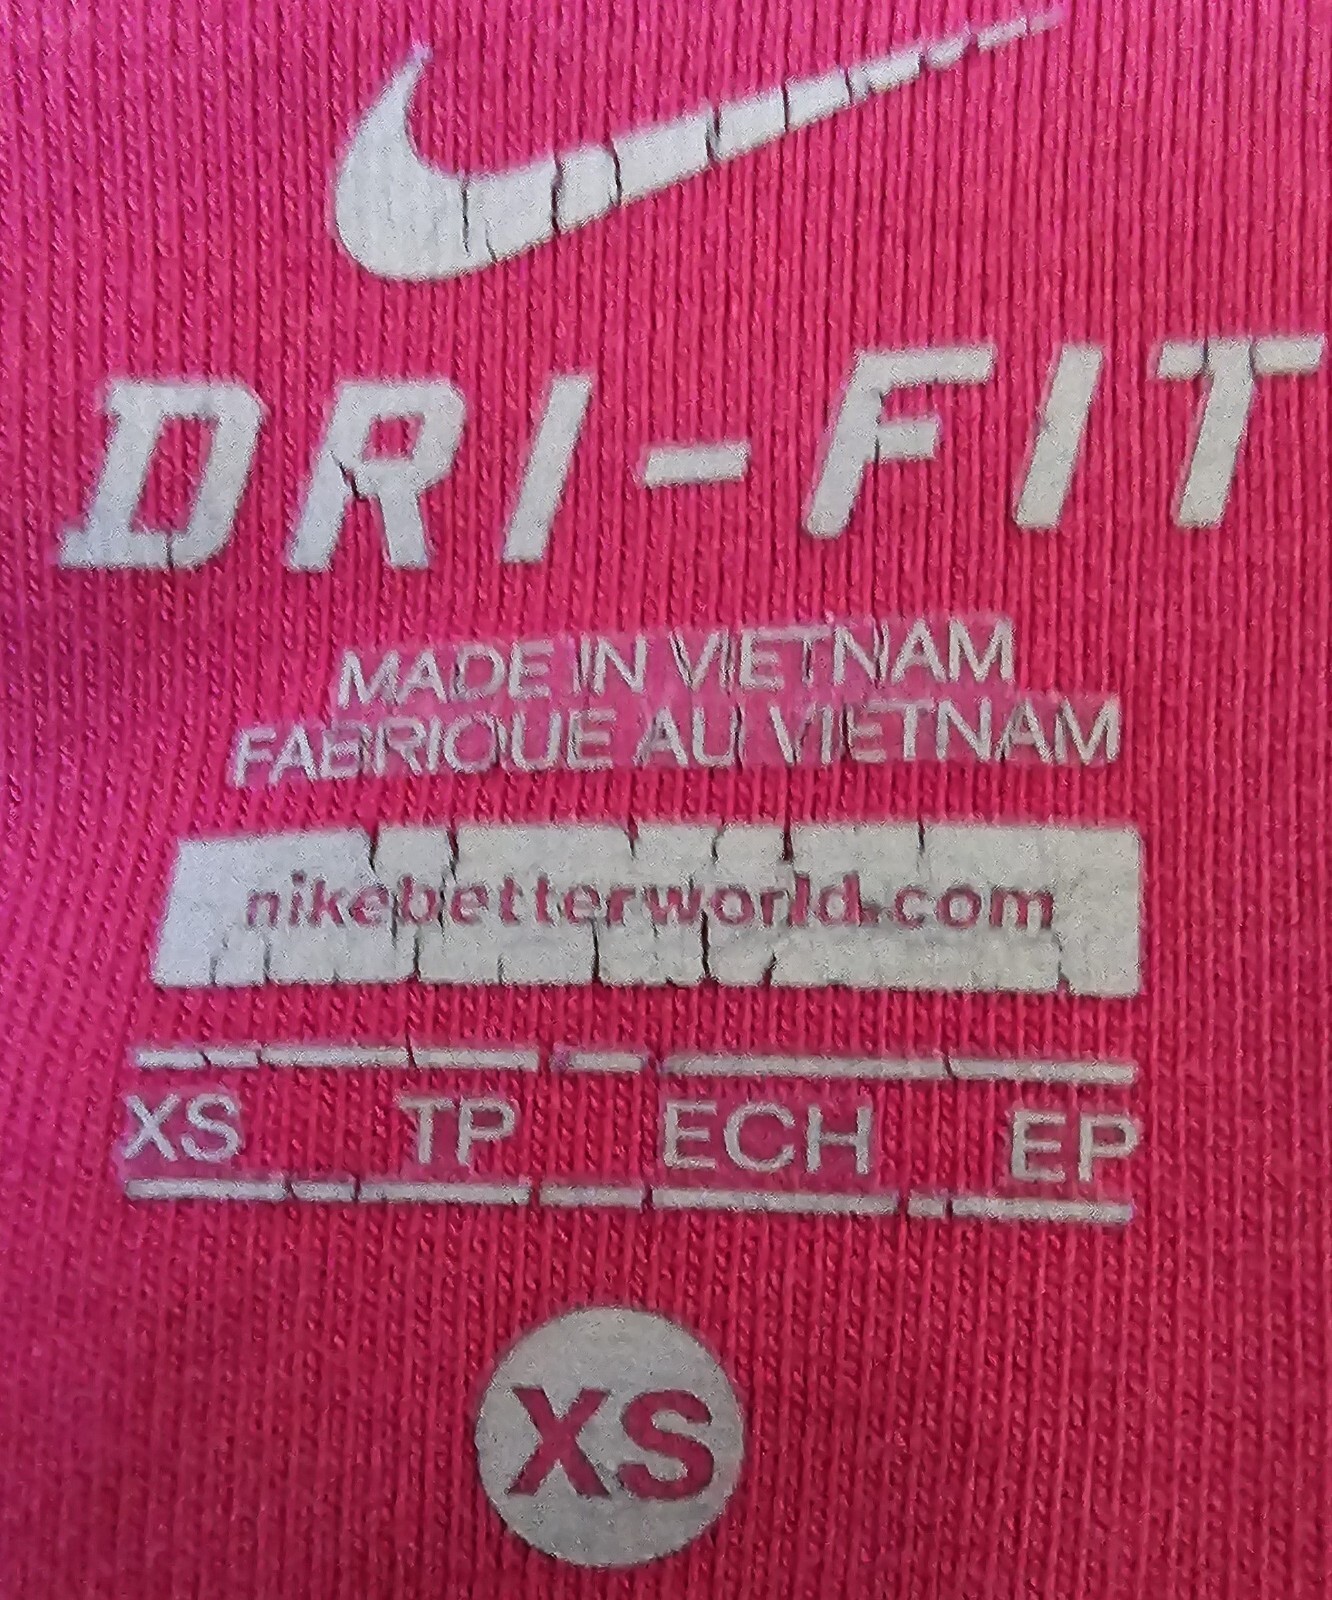 DRI-FIT
MADE IN VIETNAM
FABRIQUE AU VIETNAM
nikebetterworld.com
XS TP ECH EP
XS